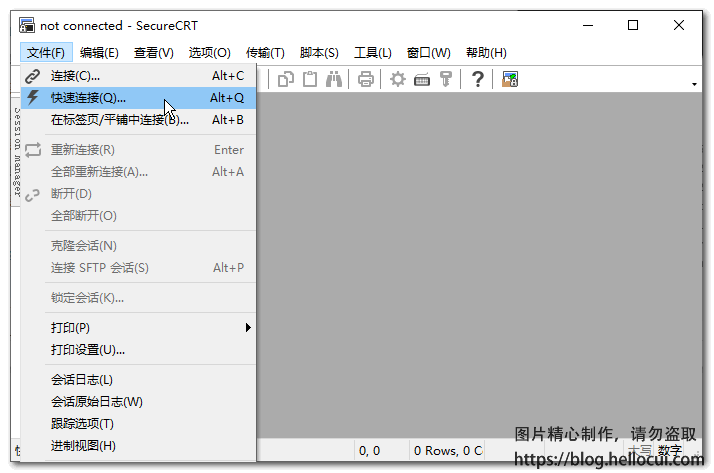 not connected - SecureCRT
文件(F) 编辑(E) 查看(V) 选项(O) 传输(T) 脚本(S) 工具(L) 窗口(W) 帮助(H)
连接(C)... Alt+C
快速连接(Q)... Alt+Q
在标签页/平铺中连接(B)... Alt+B
Session Manager
重新连接(R) Enter
全部重新连接(A)... Alt+A
断开(D)
全部断开(O)
克隆会话(N)
连接 SFTP 会话(S) Alt+P
锁定会话(K)...
打印(P)
打印设置(U)...
会话日志(L)
会话原始日志(W)
跟踪选项(T)
进制视图(H)
图片精心制作，请勿盗取
0, 0 0 Rows, 0 C 大写 数字
https://blog.hellocui.com/